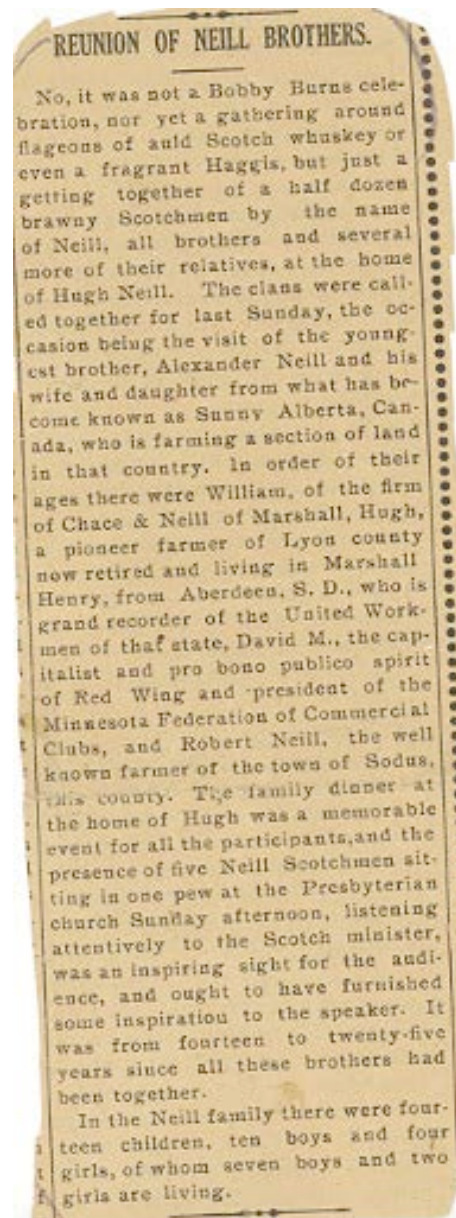 REUNION OF NEILL BROTHERS.
No, it was not a Bobby Burns cele-
bration, nor yet a gathering around
flageons of auld Scotch whuskey or
even a fragrant Haggis, but just a
getting together of a half dozen
brawny Scotchmen by the name
of Neill, all brothers and several
more of their relatives, at the home
of Hugh Neill. The clans were call-
ed together for last Sunday, the oc-
casion being the visit of the young-
est brother, Alexander Neill and his
wife and daughter from what has be-
come known as Sunny Alberta, Can-
ada, who is farming a section of land
in that country. In order of their
ages there were William, of the firm
of Chace & Neill of Marshall, Hugh,
a pioneer farmer of Lyon county
now retired and living in Marshall
Henry, from Aberdeen, S. D., who is
grand recorder of the United Work-
men of that state, David M., the cap-
italist and pro bono publico spirit
of Red Wing and president of the
Minnesota Federation of Commercial
Clubs, and Robert Neill, the well
known farmer of the town of Sodus,
this county. The family dinner at
the home of Hugh was a memorable
event for all the participants,and the
presence of five Neill Scotchmen sit-
ting in one pew at the Presbyterian
church Sunday afternoon, listening
attentively to the Scotch minister,
was an inspiring sight for the audi-
ence, and ought to have furnished
some inspiration to the speaker. It
was from fourteen to twenty-five
years since all these brothers had
been together.
In the Neill family there were four-
teen children, ten boys and four
girls, of whom seven boys and two
girls are living.